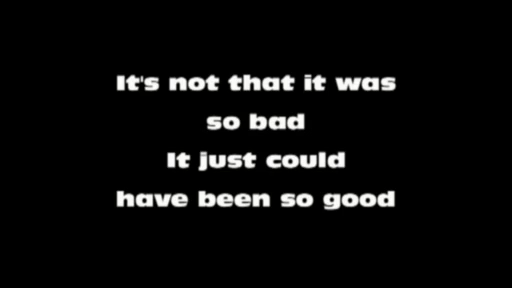 It's not that it was
so bad
It just could
have been so good